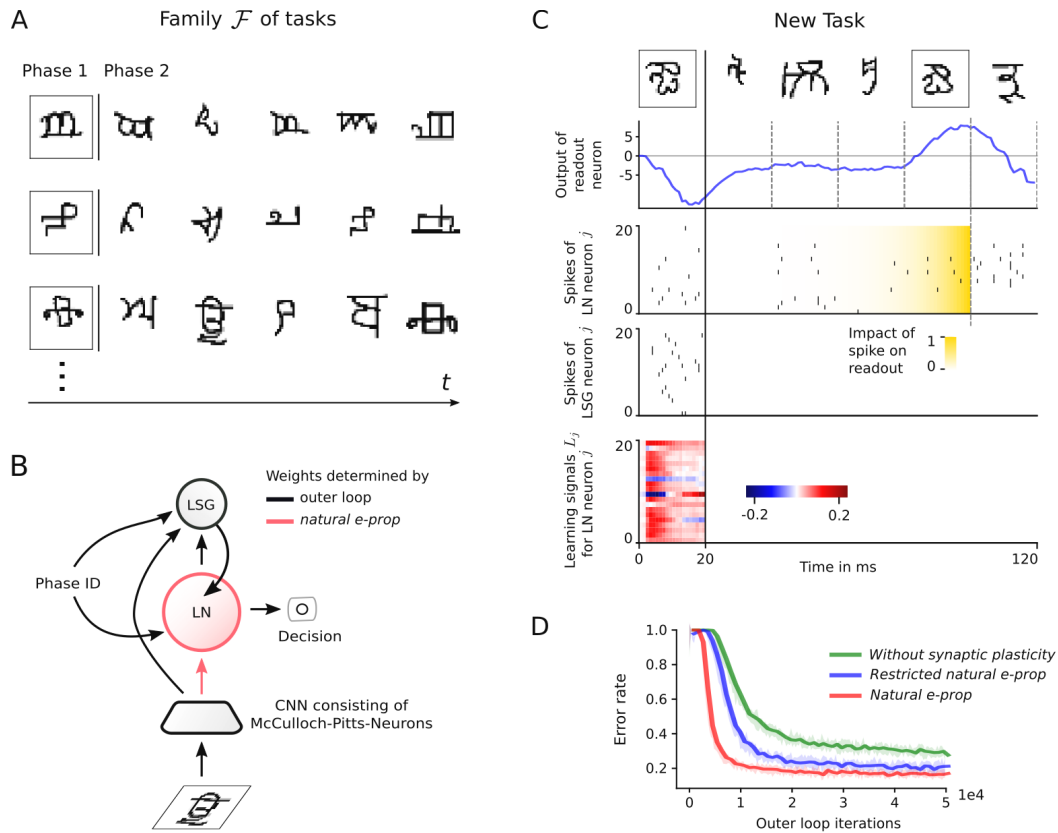 A
Family F of tasks
Phase 1
Phase 2
t
B
Weights determined by
outer loop
natural e-prop
LSG
Phase ID
LN
Decision
CNN consisting of
McCulloch-Pitts-Neurons
C
New Task
Output of
readout
neuron
5
0
-5
Spikes of
LN neuron j
20
0
Impact of
spike on
readout
1
0
Spikes of
LSG neuron j
20
0
Learning signals L_j
for LN neuron j
20
0
-0.2
0.2
0
20
Time in ms
120
D
Error rate
1.0
0.8
0.6
0.4
0.2
Without synaptic plasticity
Restricted natural e-prop
Natural e-prop
0
1
2
3
4
5
1e4
Outer loop iterations